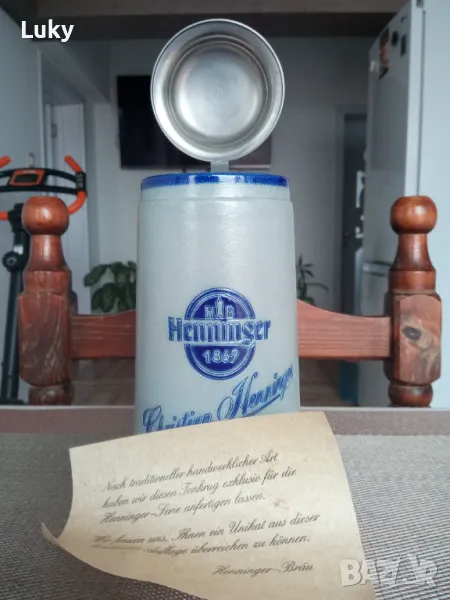 Luky
H B
Henninger
1869
Christian Henninger
Nach traditioneller handwerklicher Art
haben wir diesen Tonkrug exklusiv für die
Henninger-Serie anfertigen lassen.
Wir freuen uns, Ihnen ein Unikat aus dieser
Auflage überreichen zu können.
Henninger-Bräu
BAZAR